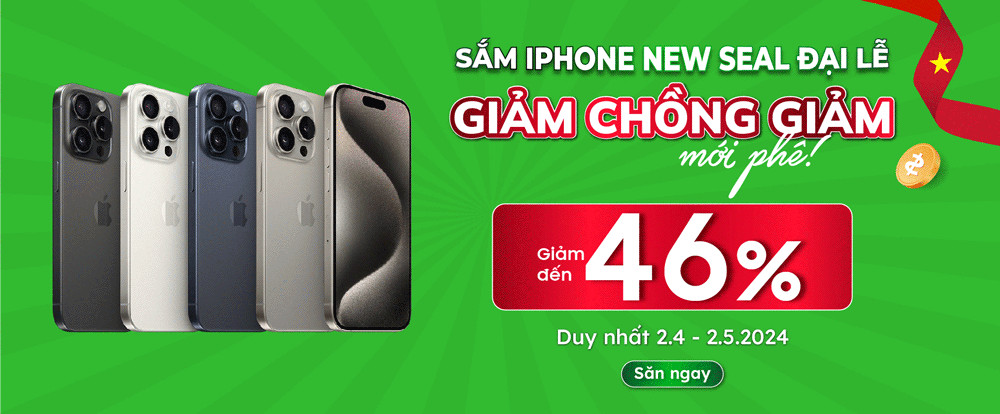 SẮM IPHONE NEW SEAL ĐẠI LỄ
GIẢM CHỒNG GIẢM
mới phê!
Giảm
đến
46%
Duy nhất 2.4 - 2.5.2024
Săn ngay